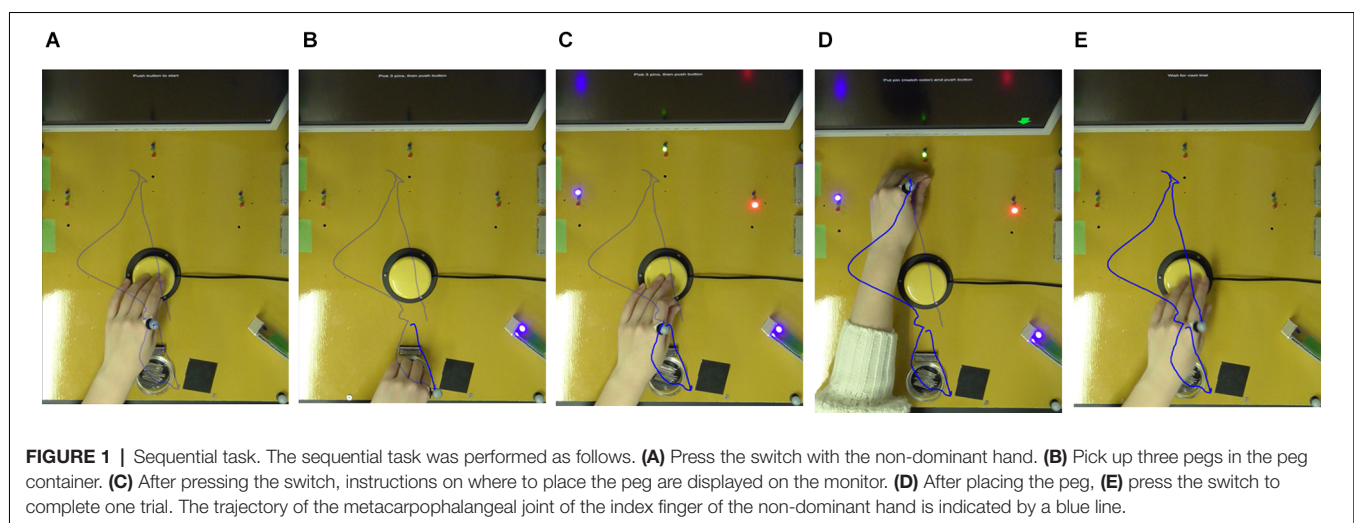 A B C D E
Push button to start
Pick 3 pins, then push button
Pick 3 pins, then push button
Put pin (match color) and push button
Wait for next trial
FIGURE 1 | Sequential task. The sequential task was performed as follows. (A) Press the switch with the non-dominant hand. (B) Pick up three pegs in the peg
container. (C) After pressing the switch, instructions on where to place the peg are displayed on the monitor. (D) After placing the peg, (E) press the switch to
complete one trial. The trajectory of the metacarpophalangeal joint of the index finger of the non-dominant hand is indicated by a blue line.